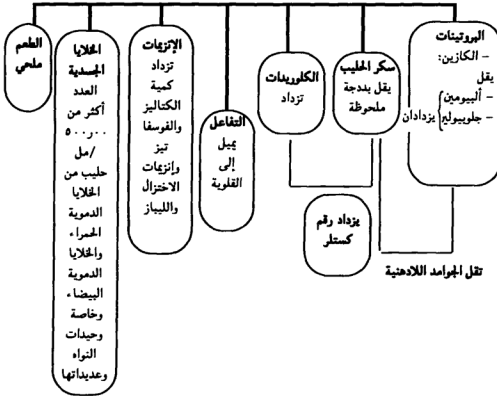 البروتينات
– الكازين:
يقل
– ألبيومين
– جلوبيولين
يزدادان
سكر الحليب
يقل بدرجة
ملحوظة
الكلوريدات
تزداد
التفاعل
يميل
إلى
القلوية
الإنزيمات
تزداد
كمية
الكتاليز
والفوسفا
تيز
وإنزيمات
الاختزال
والليباز
الخلايا
الجسدية
العدد
أكثر من
٥٠٠,٠٠
/مل
حليب من
الخلايا
الدموية
الحمراء
والخلايا
الدموية
البيضاء
وخاصة
وحيدات
النواه
وعديداتها
الطعم
ملحي
يزداد رقم
كستلر
تقل الجوامد اللادهنية